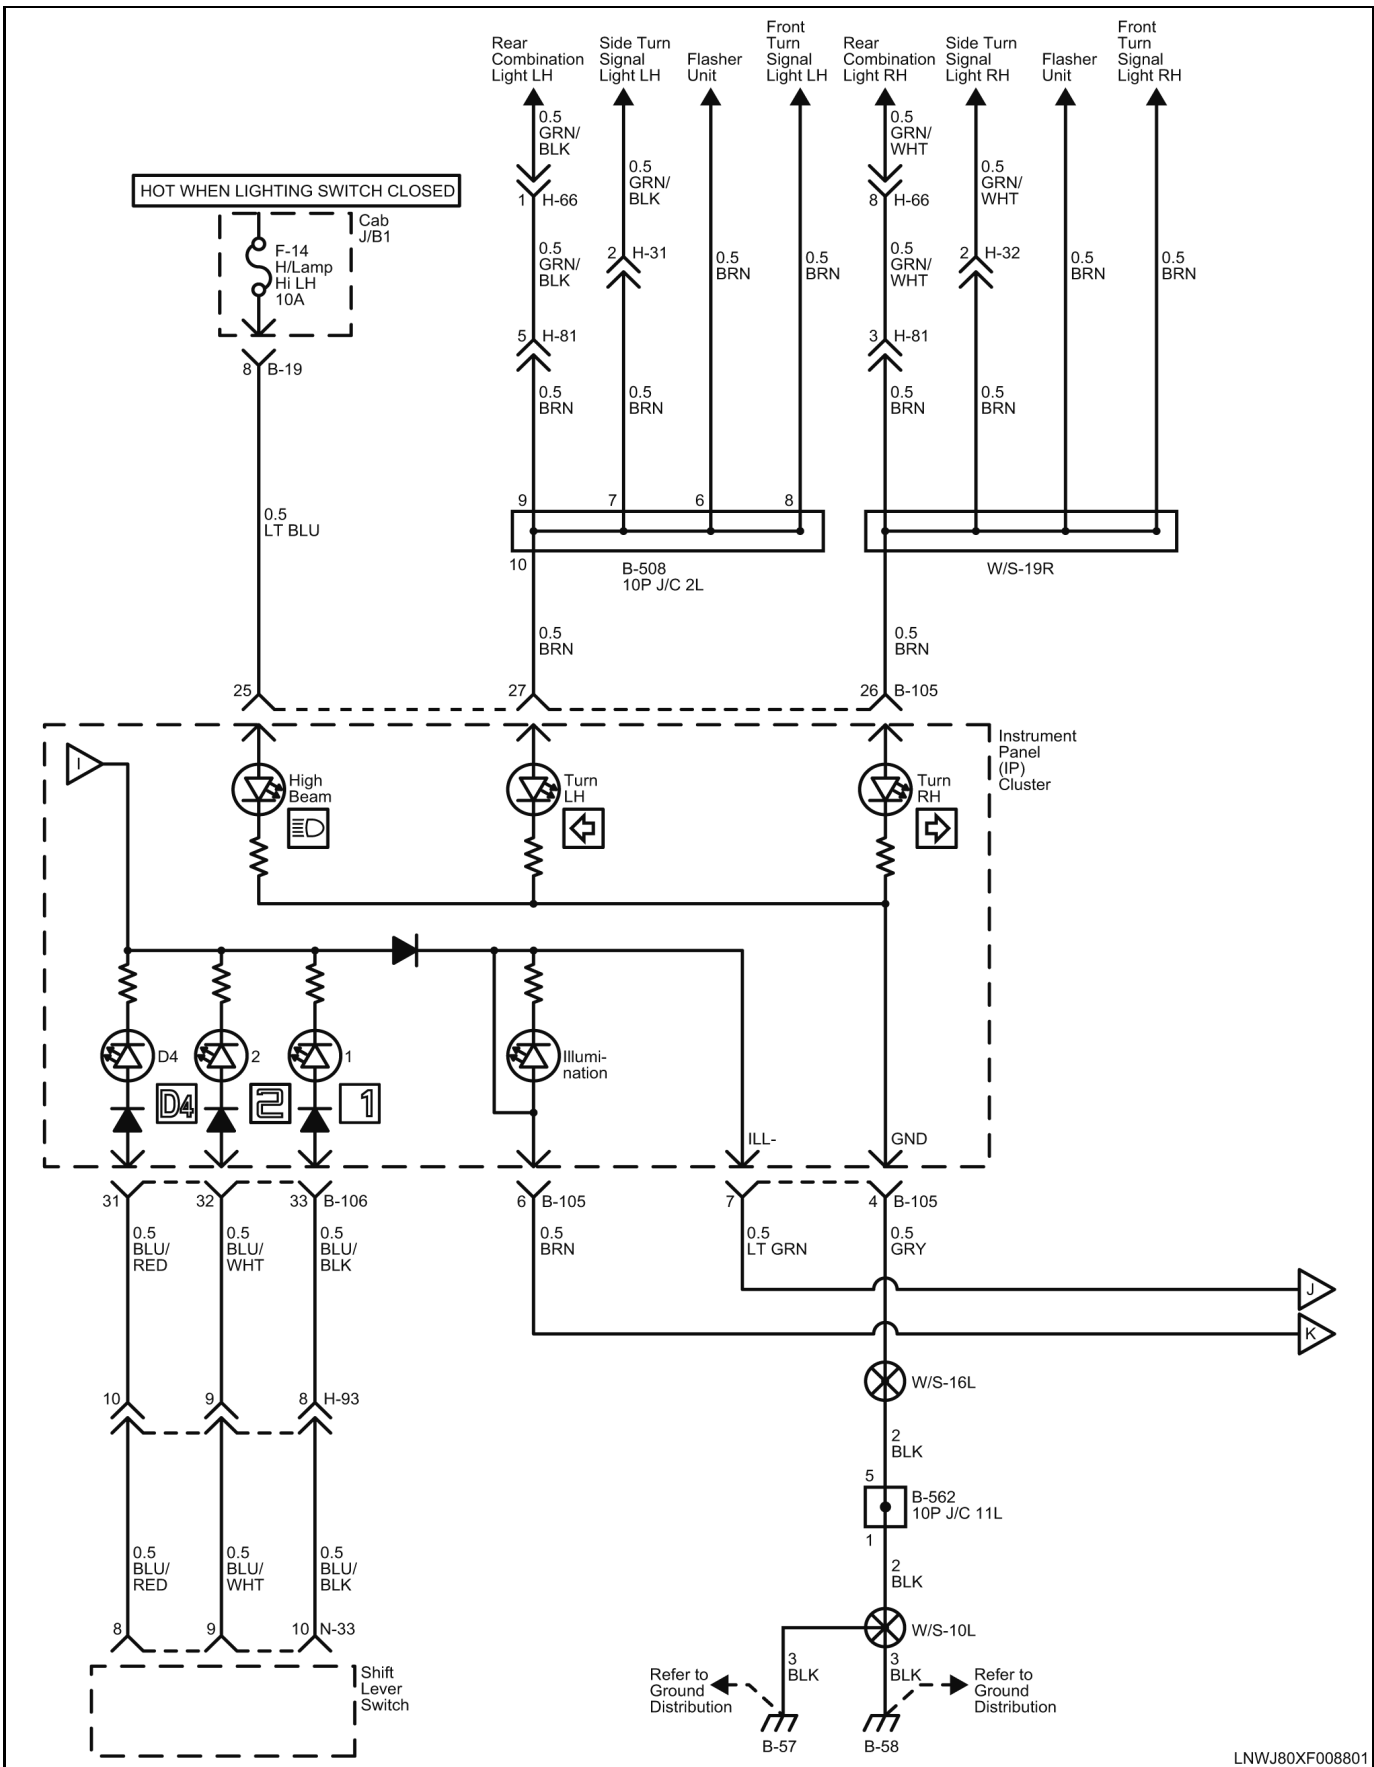 Rear
Combination
Light LH
Side Turn
Signal
Light LH
Flasher
Unit
Front
Turn
Signal
Light LH
Rear
Combination
Light RH
Side Turn
Signal
Light RH
Flasher
Unit
Front
Turn
Signal
Light RH
0.5
GRN/
BLK
0.5
GRN/
BLK
0.5
GRN/
WHT
0.5
GRN/
WHT
HOT WHEN LIGHTING SWITCH CLOSED
Cab
J/B1
F-14
H/Lamp
Hi LH
10A
1 H-66
8 H-66
0.5
GRN/
BLK
2 H-31
0.5
BRN
0.5
BRN
0.5
GRN/
WHT
2 H-32
0.5
BRN
0.5
BRN
5 H-81
3 H-81
8 B-19
0.5
BRN
0.5
BRN
0.5
BRN
0.5
BRN
0.5
LT BLU
9 7 6 8
10
B-508
10P J/C 2L
W/S-19R
0.5
BRN
0.5
BRN
25 27 26 B-105
Instrument
Panel
(IP)
Cluster
I
High
Beam
Turn
LH
Turn
RH
D4
2
1
Illumi-
nation
D4 2 1
ILL-
GND
31 32 33 B-106
6 B-105
7 4 B-105
0.5
BLU/
RED
0.5
BLU/
WHT
0.5
BLU/
BLK
0.5
BRN
0.5
LT GRN
0.5
GRY
J
K
10 9 8 H-93
W/S-16L
2
BLK
5
B-562
10P J/C 11L
1
0.5
BLU/
RED
0.5
BLU/
WHT
0.5
BLU/
BLK
2
BLK
8 9 10 N-33
W/S-10L
Shift
Lever
Switch
3
BLK
3
BLK
Refer to
Ground
Distribution
Refer to
Ground
Distribution
B-57
B-58
LNWJ80XF008801